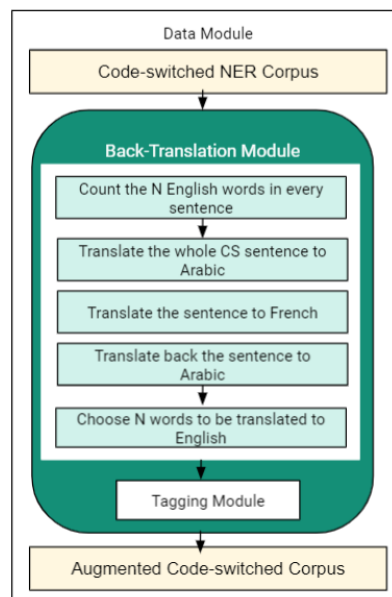 Data Module
Code-switched NER Corpus
Back-Translation Module
Count the N English words in every
sentence
Translate the whole CS sentence to
Arabic
Translate the sentence to French
Translate back the sentence to
Arabic
Choose N words to be translated to
English
Tagging Module
Augmented Code-switched Corpus